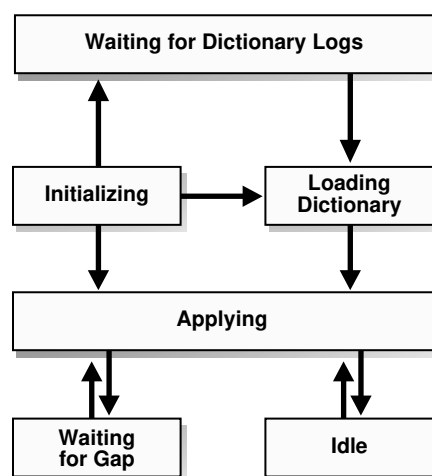 Waiting for Dictionary Logs
Initializing
Loading
Dictionary
Applying
Waiting
for Gap
Idle